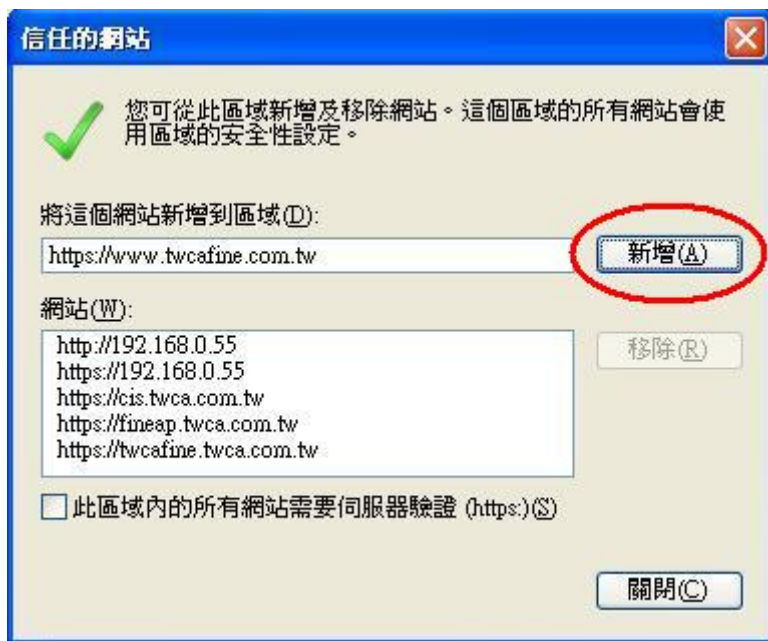 信任的網站
您可從此區域新增及移除網站。這個區域的所有網站會使
用區域的安全性設定。
將這個網站新增到區域(D):
https://www.twcafine.com.tw
新增(A)
網站(W):
http://192.168.0.55
https://192.168.0.55
https://cis.twca.com.tw
https://fineap.twca.com.tw
https://twcafine.twca.com.tw
移除(R)
此區域內的所有網站需要伺服器驗證 (https:)(S)
關閉(C)